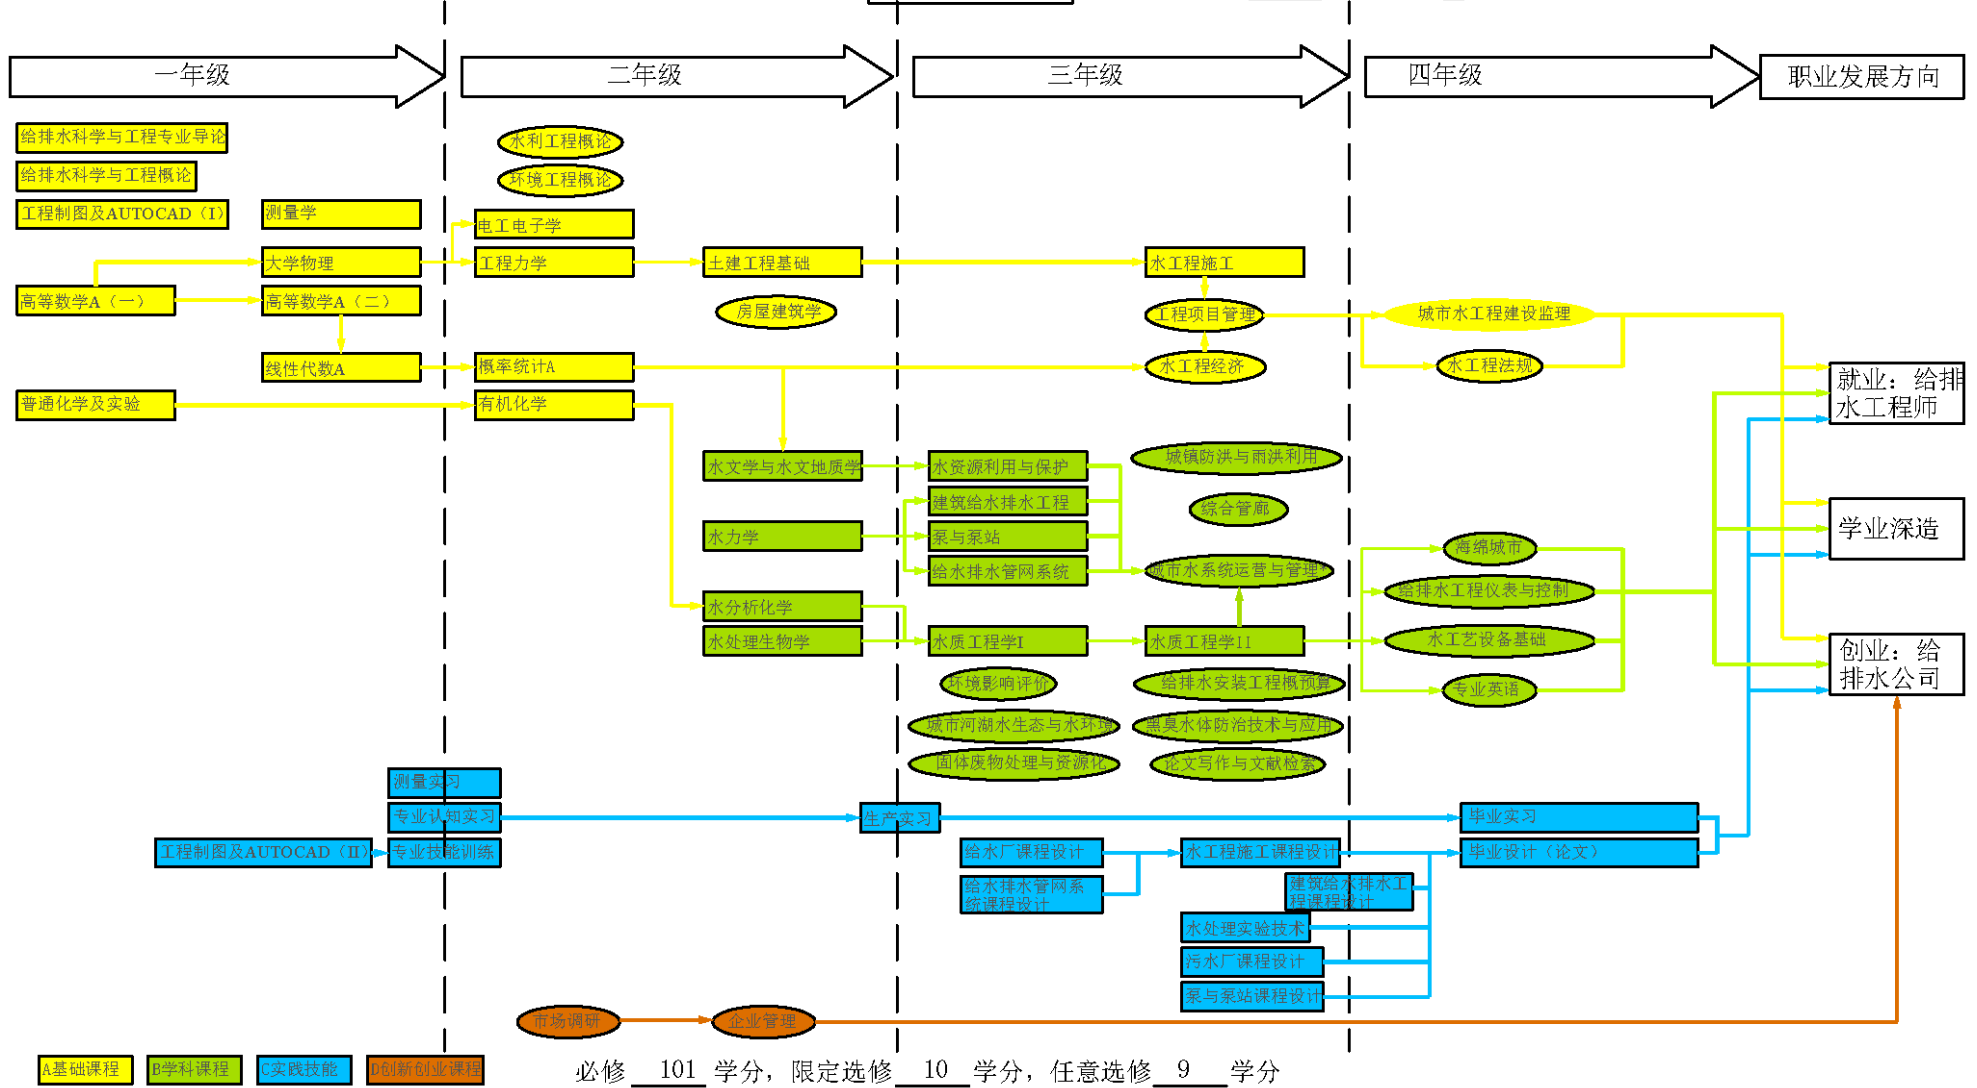 一年级
二年级
三年级
四年级
职业发展方向
给排水科学与工程专业导论
水利工程概论
给排水科学与工程概论
环境工程概论
工程制图及AUTOCAD（I）
测量学
电工电子学
大学物理
工程力学
土建工程基础
水工程施工
高等数学A（一）
高等数学A（二）
房屋建筑学
工程项目管理
城市水工程建设监理
线性代数A
概率统计A
水工程经济
水工程法规
就业：给排
水工程师
普通化学及实验
有机化学
水文学与水文地质学
水资源利用与保护
城镇防洪与雨洪利用
建筑给水排水工程
综合管廊
水力学
泵与泵站
海绵城市
学业深造
给水排水管网系统
城市水系统运营与管理*
给排水工程仪表与控制
水分析化学
水处理生物学
水质工程学I
水质工程学II
水工艺设备基础
创业：给
排水公司
环境影响评价
给排水安装工程概预算
专业英语
城市河湖水生态与水环境
黑臭水体防治技术与应用
固体废物处理与资源化
论文写作与文献检索
测量实习
专业认知实习
生产实习
毕业实习
工程制图及AUTOCAD（II）
专业技能训练
给水厂课程设计
水工程施工课程设计
毕业设计（论文）
给水排水管网系
统课程设计
建筑给水排水工
程课程设计
水处理实验技术
污水厂课程设计
泵与泵站课程设计
市场调研
企业管理
A基础课程
B学科课程
C实践技能
D创新创业课程
必修 101 学分，限定选修 10 学分，任意选修 9 学分